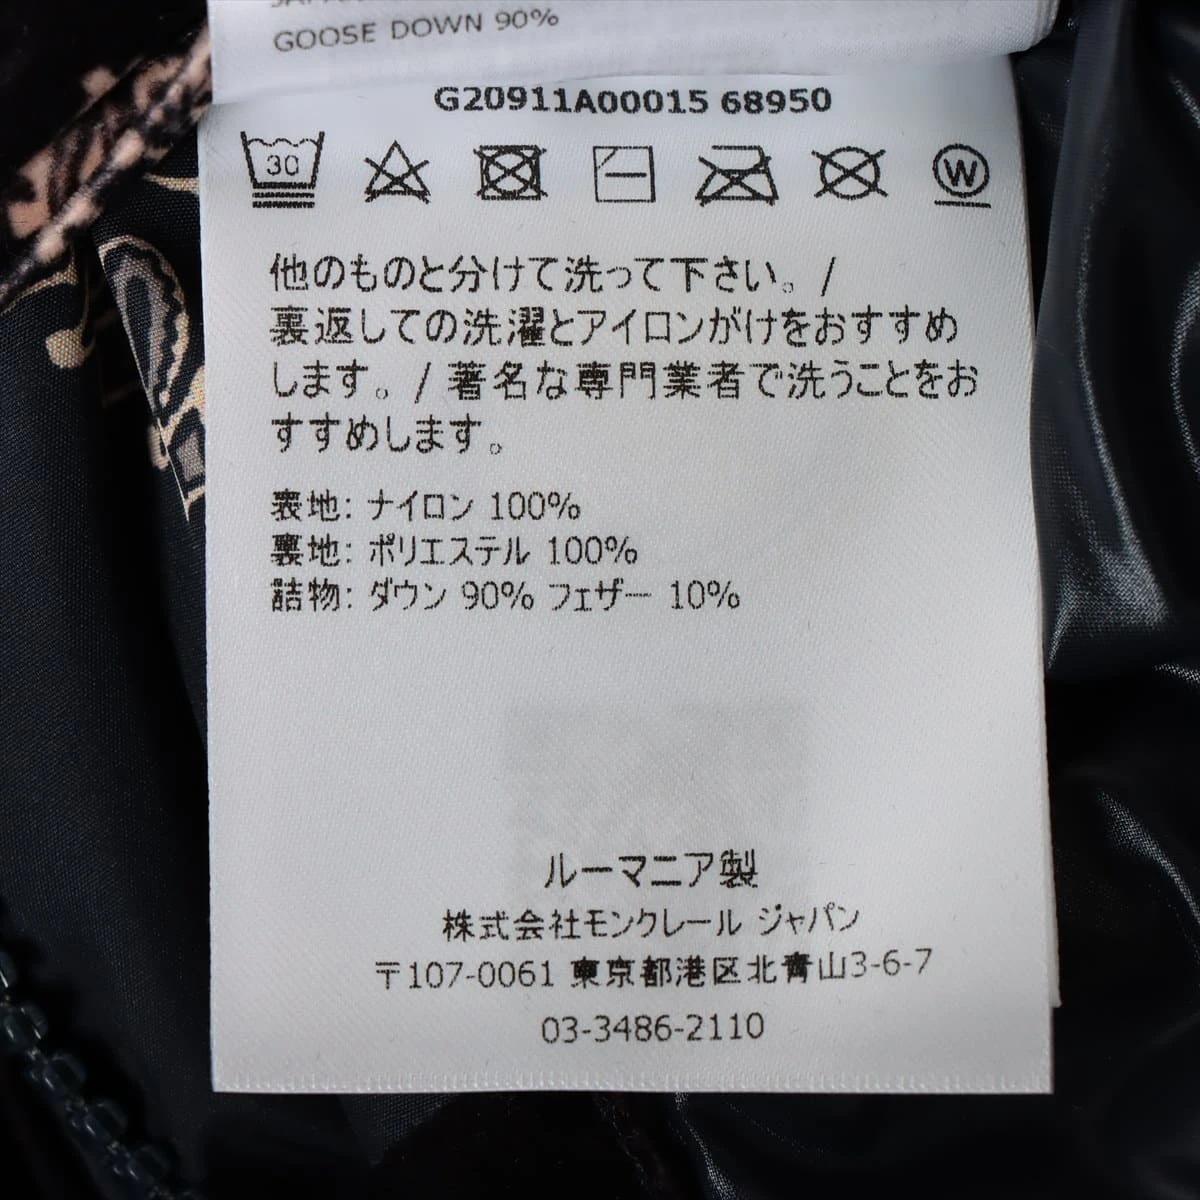 GOOSE DOWN 90%
G20911A00015 68950
30
W
他のものと分けて洗って下さい。/
裏返しての洗濯とアイロンがけをおすすめ
します。/ 著名な専門業者で洗うことをお
すすめします。
表地: ナイロン 100%
裏地: ポリエステル 100%
詰物: ダウン 90% フェザー 10%
ルーマニア製
株式会社モンクレール ジャパン
〒107-0061 東京都港区北青山3-6-7
03-3486-2110